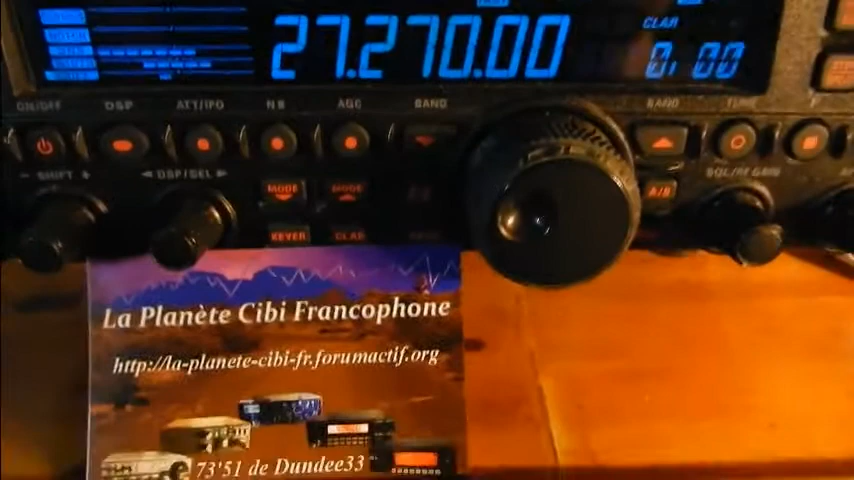 27.270.00
CLAR
0.00
ON/OFF DSP ATT/IPO NB AGC BAND BAND TUNE
- SHIFT + ◄DSP/SEL► MODE MODE A/B SQL/RF GAIN
KEYER CLAR
La Planète Cibi Francophone
http://la-planete-cibi-fr.forumactif.org
73'51 de Dundee33